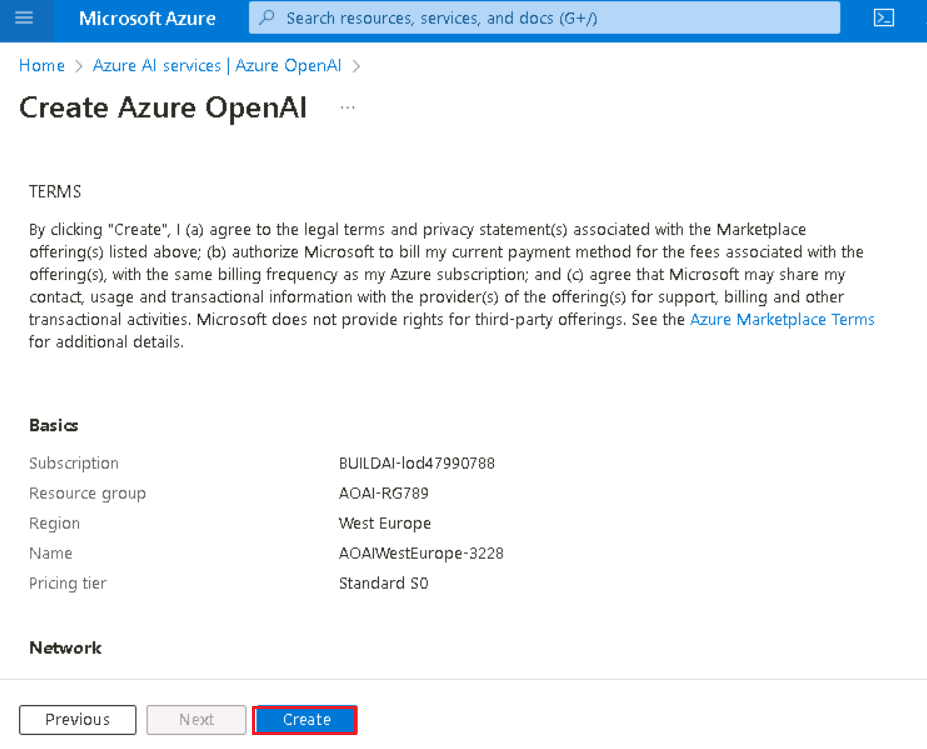 Microsoft Azure
Search resources, services, and docs (G+/)
Home > Azure AI services | Azure OpenAI >
Create Azure OpenAI ...
TERMS
By clicking "Create", I (a) agree to the legal terms and privacy statement(s) associated with the Marketplace
offering(s) listed above; (b) authorize Microsoft to bill my current payment method for the fees associated with the
offering(s), with the same billing frequency as my Azure subscription; and (c) agree that Microsoft may share my
contact, usage and transactional information with the provider(s) of the offering(s) for support, billing and other
transactional activities. Microsoft does not provide rights for third-party offerings. See the Azure Marketplace Terms
for additional details.
Basics
Subscription BUILDAI-lod47990788
Resource group AOAI-RG789
Region West Europe
Name AOAIWestEurope-3228
Pricing tier Standard S0
Network
Previous Next Create